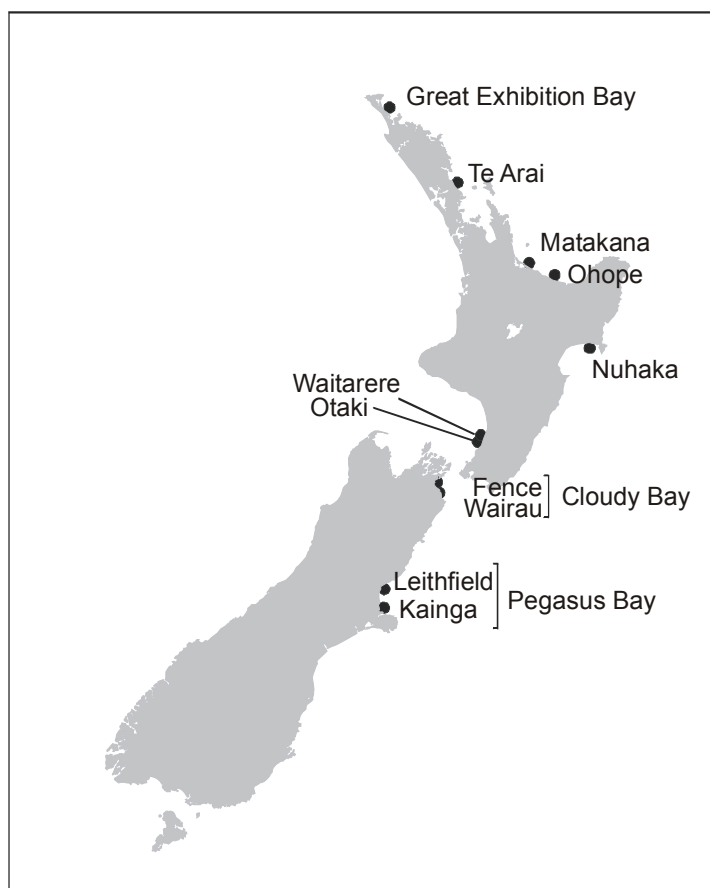 Great Exhibition Bay
Te Arai
Matakana
Ohope
Nuhaka
Waitarere
Otaki
Fence
Wairau
Cloudy Bay
Leithfield
Kainga
Pegasus Bay